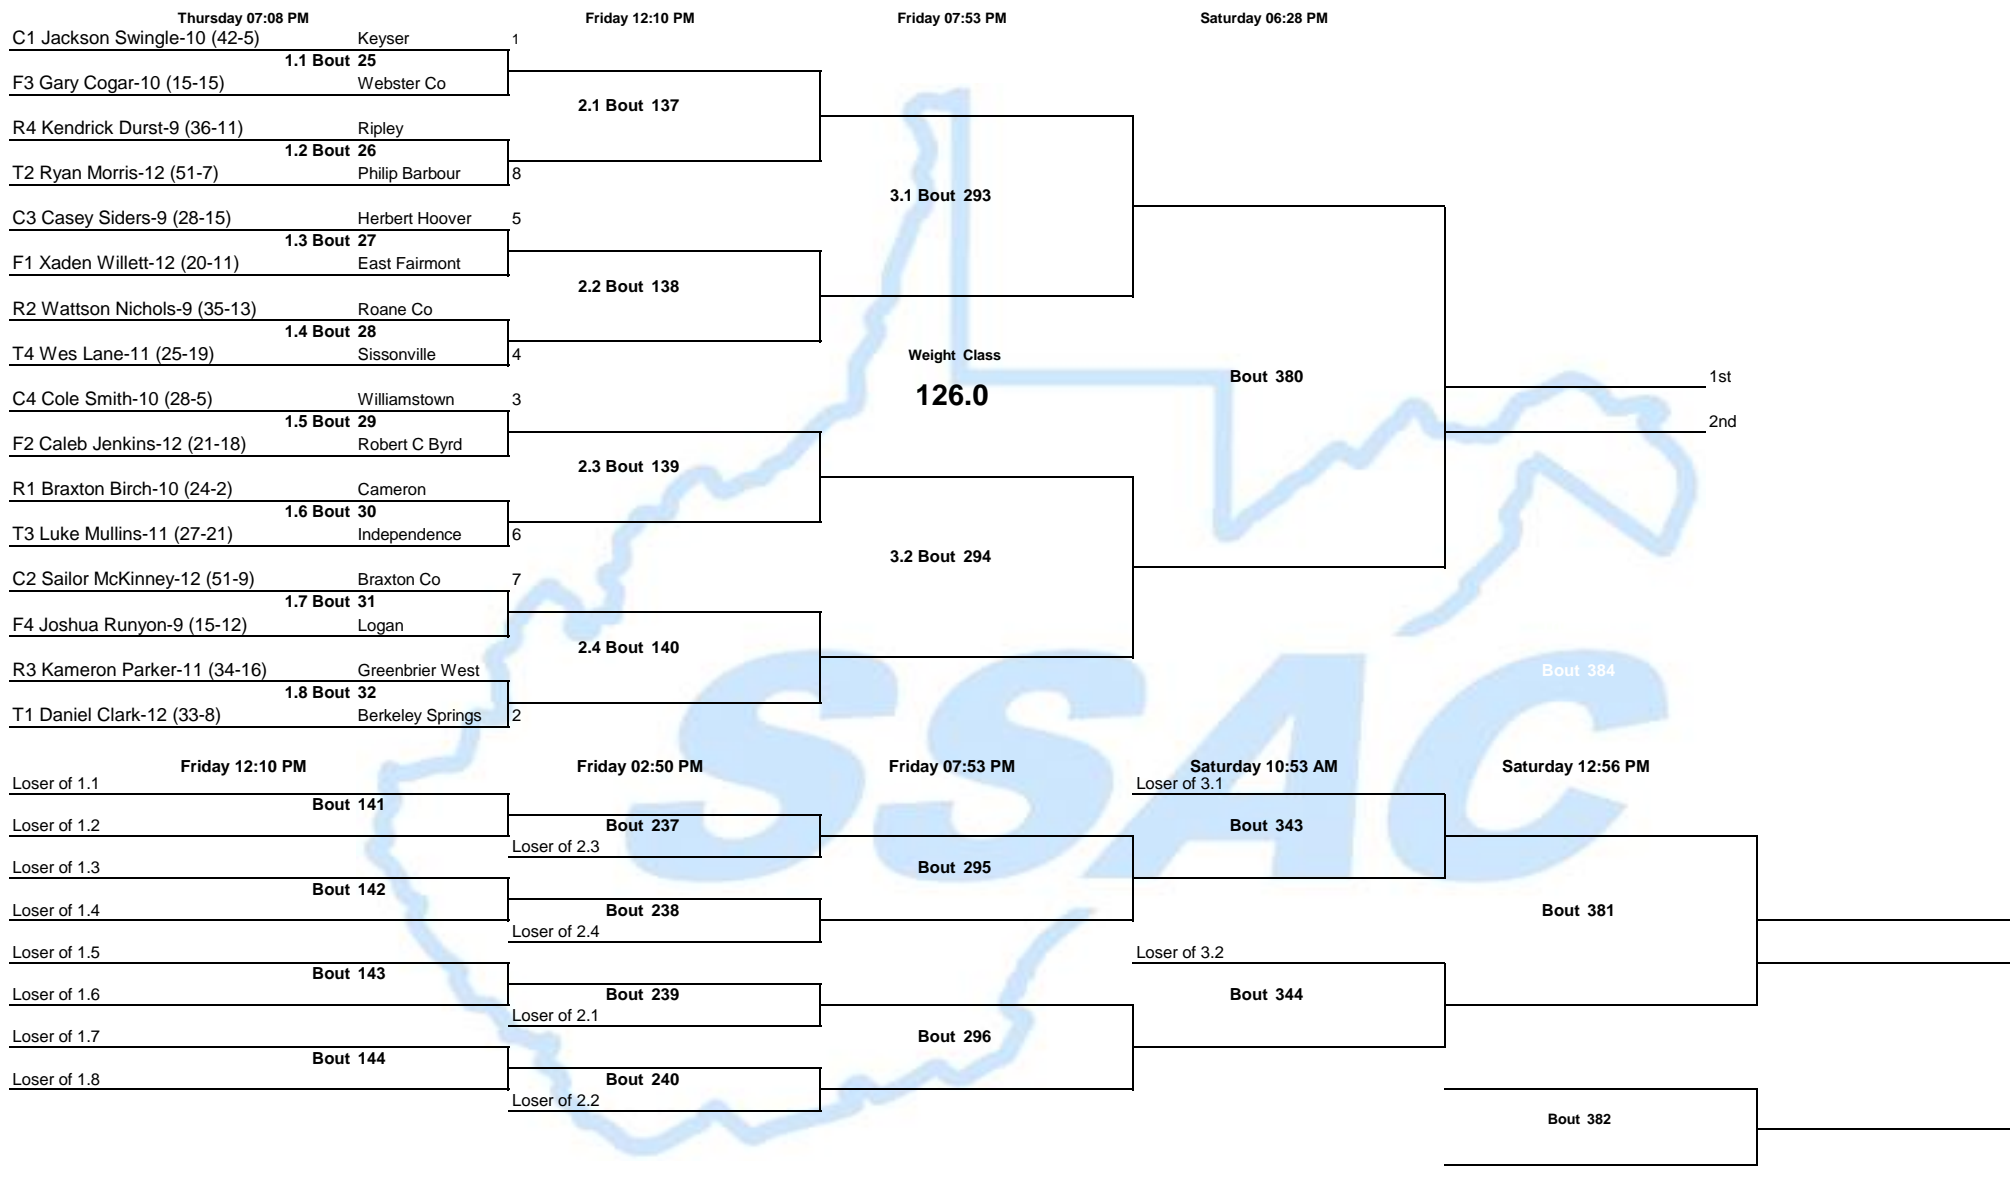 Thursday 07:08 PM Friday 12:10 PM Friday 07:53 PM Saturday 06:28 PM
C1 Jackson Swingle-10 (42-5) Keyser 1
1.1 Bout 25
F3 Gary Cogar-10 (15-15) Webster Co
2.1 Bout 137
R4 Kendrick Durst-9 (36-11) Ripley
1.2 Bout 26
T2 Ryan Morris-12 (51-7) Philip Barbour 8
3.1 Bout 293
C3 Casey Siders-9 (28-15) Herbert Hoover 5
1.3 Bout 27
F1 Xaden Willett-12 (20-11) East Fairmont
2.2 Bout 138
R2 Wattson Nichols-9 (35-13) Roane Co
1.4 Bout 28
T4 Wes Lane-11 (25-19) Sissonville 4
Weight Class
126.0
Bout 380
1st
2nd
C4 Cole Smith-10 (28-5) Williamstown 3
1.5 Bout 29
F2 Caleb Jenkins-12 (21-18) Robert C Byrd
2.3 Bout 139
R1 Braxton Birch-10 (24-2) Cameron
1.6 Bout 30
T3 Luke Mullins-11 (27-21) Independence 6
3.2 Bout 294
C2 Sailor McKinney-12 (51-9) Braxton Co 7
1.7 Bout 31
F4 Joshua Runyon-9 (15-12) Logan
2.4 Bout 140
R3 Kameron Parker-11 (34-16) Greenbrier West
Bout 384
1.8 Bout 32
T1 Daniel Clark-12 (33-8) Berkeley Springs 2
SSAC
Friday 12:10 PM Friday 02:50 PM Friday 07:53 PM Saturday 10:53 AM Saturday 12:56 PM
Loser of 1.1 Loser of 3.1
Bout 141
Loser of 1.2 Bout 237 Bout 343
Loser of 2.3
Loser of 1.3 Bout 295
Bout 142
Loser of 1.4 Bout 238 Bout 381
Loser of 2.4
Loser of 1.5 Loser of 3.2
Bout 143
Loser of 1.6 Bout 239 Bout 344
Loser of 2.1
Loser of 1.7 Bout 296
Bout 144
Loser of 1.8 Bout 240
Loser of 2.2
Bout 382